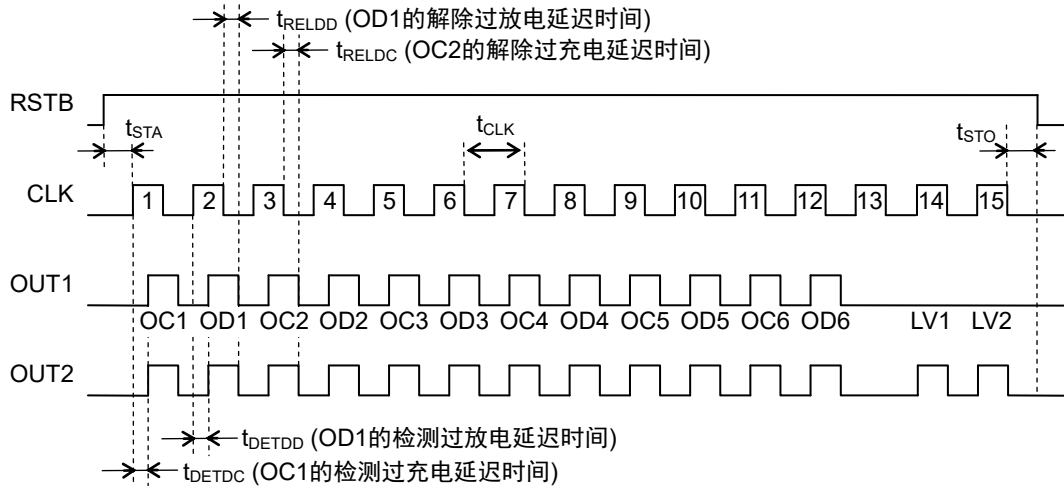 tRELDD (OD1的解除过放电延迟时间)
tRELDC (OC2的解除过充电延迟时间)
RSTB
tSTA
tCLK
tSTO
CLK
1 2 3 4 5 6 7 8 9 10 11 12 13 14 15
OUT1
OC1 OD1 OC2 OD2 OC3 OD3 OC4 OD4 OC5 OD5 OC6 OD6 LV1 LV2
OUT2
tDETDD (OD1的检测过放电延迟时间)
tDETDC (OC1的检测过充电延迟时间)